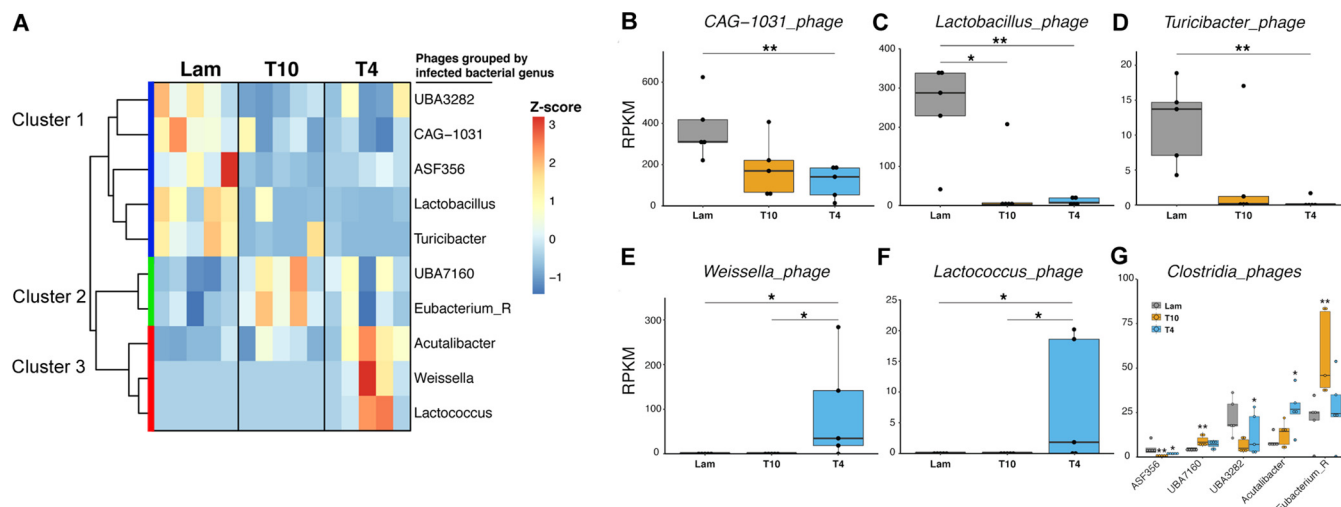 A
Lam T10 T4
Phages grouped by
infected bacterial genus
Cluster 1
Cluster 2
Cluster 3
UBA3282
CAG−1031
ASF356
Lactobacillus
Turicibacter
UBA7160
Eubacterium_R
Acutalibacter
Weissella
Lactococcus
Z-score
3
2
1
0
−1
B
CAG−1031_phage
**
RPKM
600
400
200
0
Lam T10 T4
C
Lactobacillus_phage
**
*
400
300
200
100
0
Lam T10 T4
D
Turicibacter_phage
**
20
15
10
5
0
Lam T10 T4
E
Weissella_phage
*
*
RPKM
300
200
100
0
Lam T10 T4
F
Lactococcus_phage
*
*
25
20
15
10
5
0
Lam T10 T4
G
Clostridia_phages
100
75
50
25
0
Lam
T10
T4
** * ** * * **
ASF356 UBA7160 UBA3282 Acutalibacter Eubacterium_R